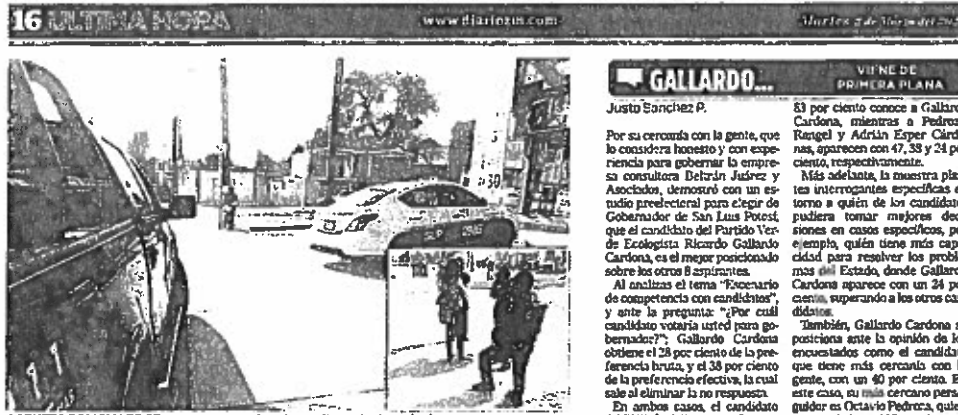 16 ULTIMA HORA
www.diarioZM.com
Martes
GALLARDO...
VIENE DE
PRIMERA PLANA
Justo Sanchez P.
Por su cercanía con la gente, que
lo considera honesto y con expe-
riencia para gobernar la empre-
sa consultora Beltrán Juárez y
Asociados, demostró con un es-
tudio preelectoral para elegir de
Gobernador de San Luis Potosí,
que el candidato del Partido Ver-
de Ecologista Ricardo Gallardo
Cardona, es el mejor posicionado
sobre los otros 8 aspirantes.
Al analizar el tema "Escenario
de competencia con candidatos",
y ante la pregunta: "¿Por cuál
candidato votaría usted para go-
bernador?"; Gallardo Cardona
obtiene el 28 por ciento de la pre-
ferencia bruta, y el 38 por ciento
de la preferencia efectiva, la cual
sale al eliminar la no respuesta.
En ambos casos, el candidato
83 por ciento conoce a Gallardo
Cardona, mientras a Pedroza
Rangel y Adrián Esper Cárde-
nas, aparecen con 47, 38 y 24 por
ciento, respectivamente.
Más adelante, la muestra plan-
tea interrogantes específicas en
torno a quién de los candidatos
pudiera tomar mejores deci-
siones en casos específicos, por
ejemplo, quién tiene más capa-
cidad para resolver los proble-
mas del Estado, donde Gallardo
Cardona aparece con un 24 por
ciento, superando a los otros can-
didatos.
También, Gallardo Cardona se
posiciona ante la opinión de los
encuestados como el candidato
que tiene más cercanía con la
gente, con un 40 por ciento. En
este caso, su más cercano perse-
guidor es Octavio Pedroza, quien